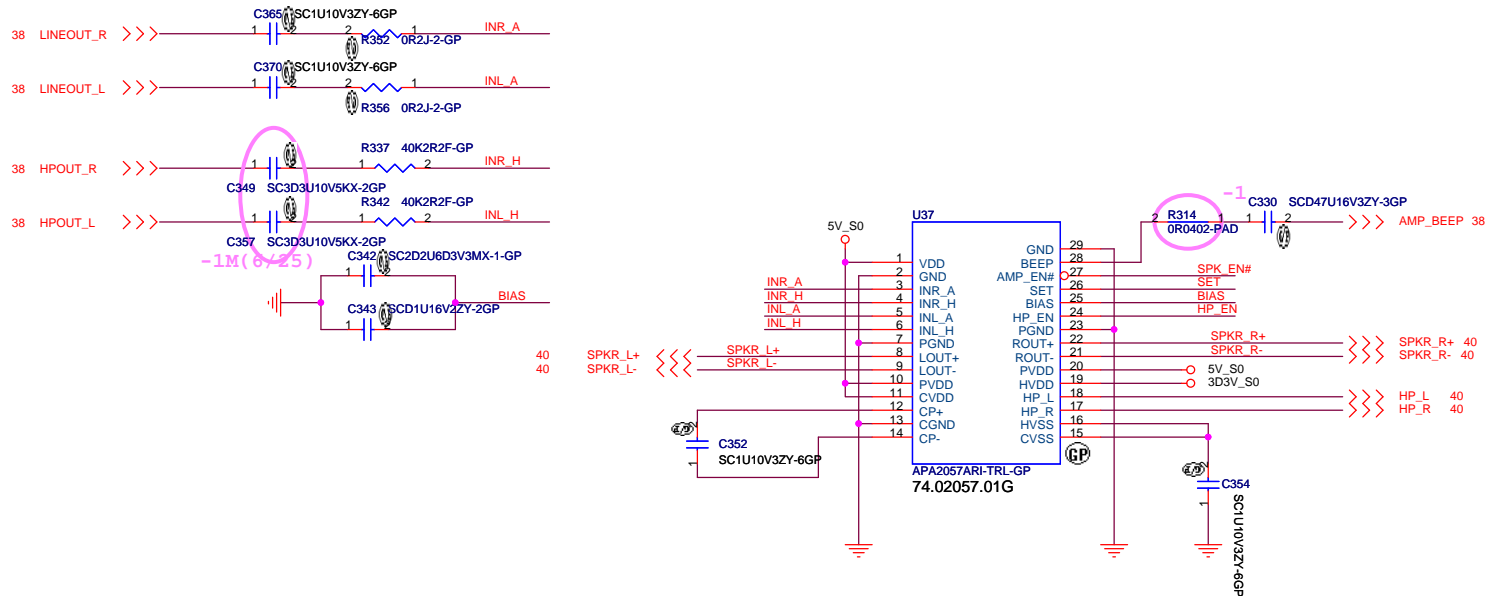 C365 SC1U10V3ZY-6GP
38 LINEOUT_R 1 2 2 1 INR_A
R352 0R2J-2-GP
C370 SC1U10V3ZY-6GP
38 LINEOUT_L 1 2 2 1 INL_A
R356 0R2J-2-GP
R337 40K2R2F-GP
38 HPOUT_R 1 2 1 2 INR_H
C349 SC3D3U10V5KX-2GP
R342 40K2R2F-GP
38 HPOUT_L 1 2 1 2 INL_H
C357 SC3D3U10V5KX-2GP
-1M(6/25)
C342 SC2D2U6D3V3MX-1-GP
1 2
BIAS
C343 SCD1U16V2ZY-2GP
1 2
-1
R314 C330 SCD47U16V3ZY-3GP
2 1 1 2 AMP_BEEP 38
0R0402-PAD
U37
5V_S0
GND 29
1 VDD BEEP 28
2 GND AMP_EN# 27 SPK_EN#
INR_A 3 INR_A SET 26 SET
INR_H 4 INR_H BIAS 25 BIAS
INL_A 5 INL_A HP_EN 24 HP_EN
INL_H 6 INL_H PGND 23
7 PGND ROUT+ 22 SPKR_R+ SPKR_R+ 40
40 SPKR_L+ SPKR_L+ 8 LOUT+ ROUT- 21 SPKR_R- SPKR_R- 40
40 SPKR_L- SPKR_L- 9 LOUT- PVDD 20 5V_S0
10 PVDD HVDD 19 3D3V_S0
11 CVDD HP_L 18 HP_L 40
12 CP+ HP_R 17 HP_R 40
13 CGND HVSS 16
14 CP- CVSS 15
GP
APA2057ARI-TRL-GP
74.02057.01G
2
C352
1
SC1U10V3ZY-6GP
2
C354
1
SC1U10V3ZY-6GP